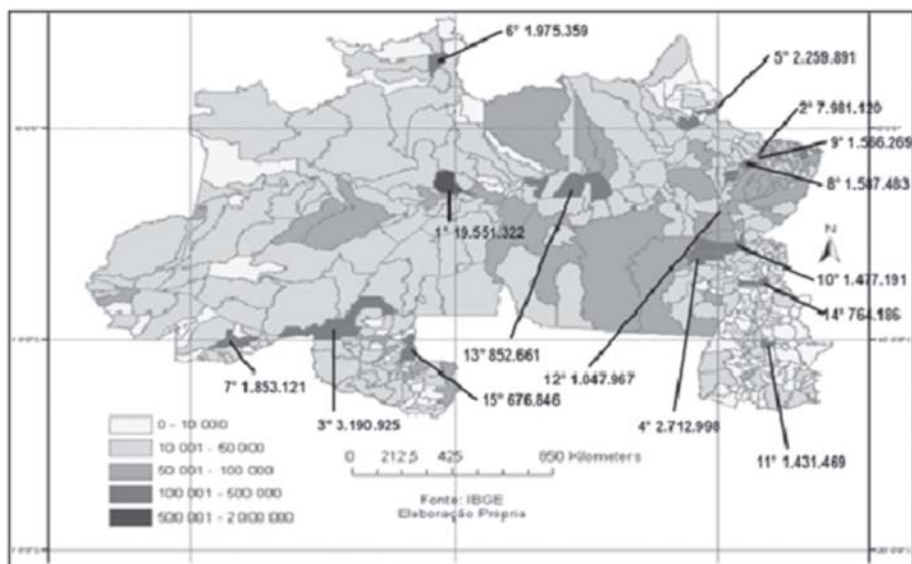 6° 1.975.359
5° 2.259.891
2° 7.981.120
9° 1.566.269
8° 1.587.483
1° 19.551.322
10° 1.477.191
14° 764.186
13° 852.661
12° 1.047.967
7° 1.853.121
15° 676.846
3° 3.190.925
4° 2.712.998
11° 1.431.469
0 - 10 000
10 001 - 50 000
50 001 - 100 000
100 001 - 500 000
500 001 - 2 000 000
0 212,5 425 850 Kilometers
Fonte: IBGE
Elaboração Própria
N